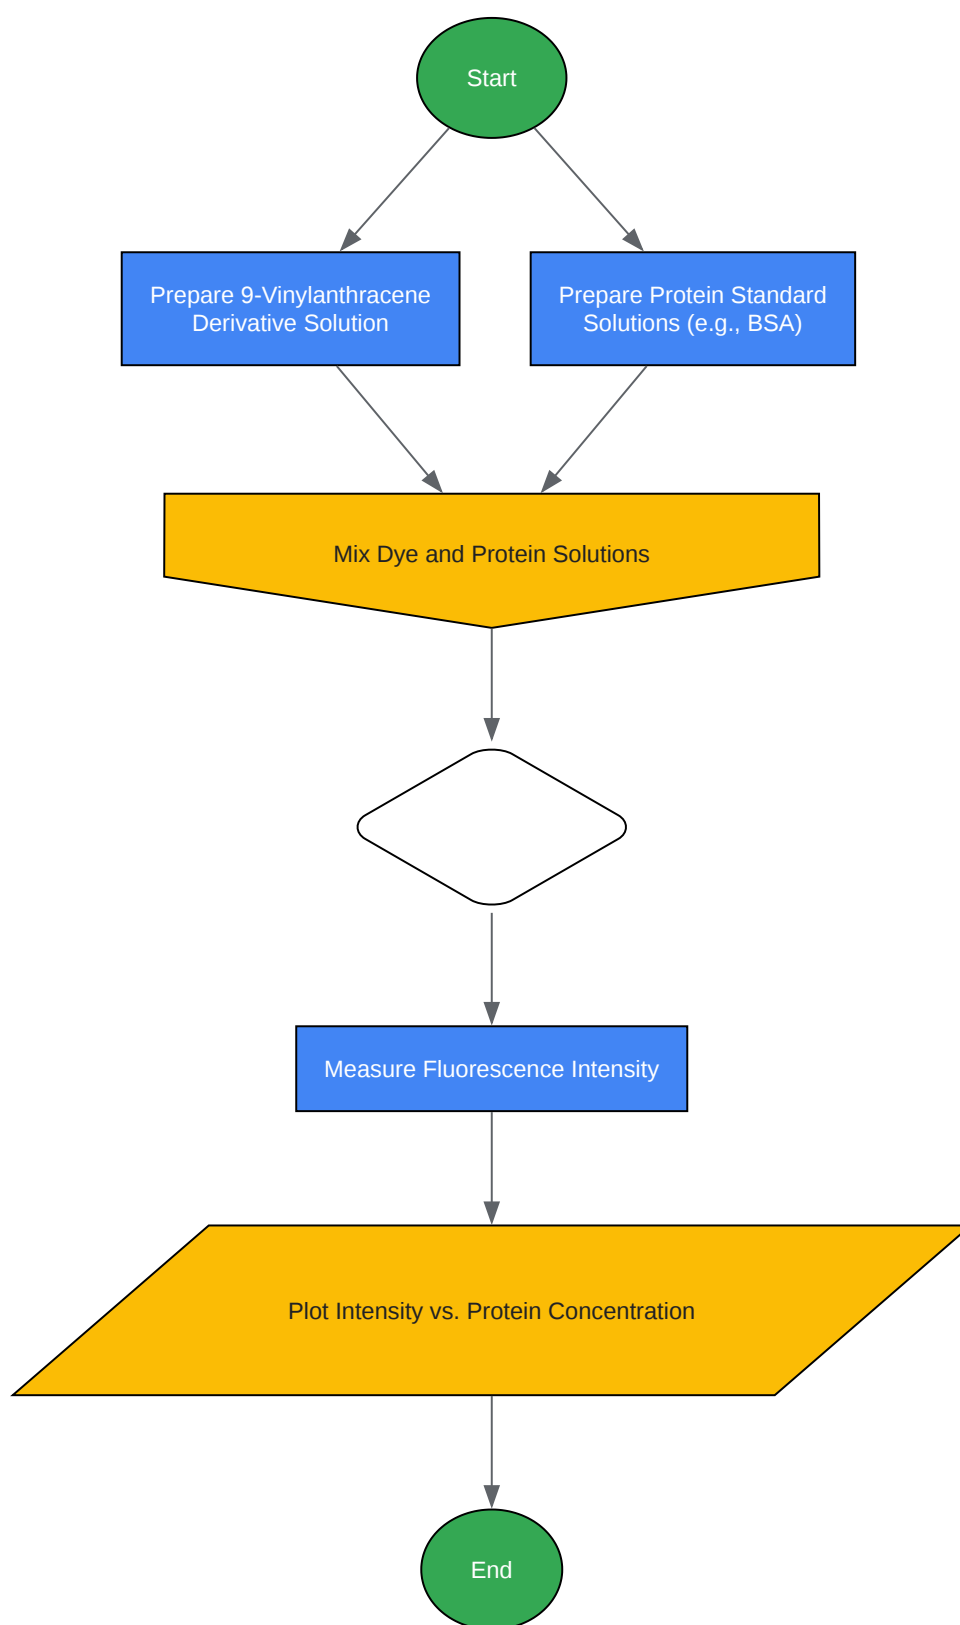 Start
Prepare 9-Vinylanthracene
Derivative Solution
Prepare Protein Standard
Solutions (e.g., BSA)
Mix Dye and Protein Solutions
Measure Fluorescence Intensity
Plot Intensity vs. Protein Concentration
End